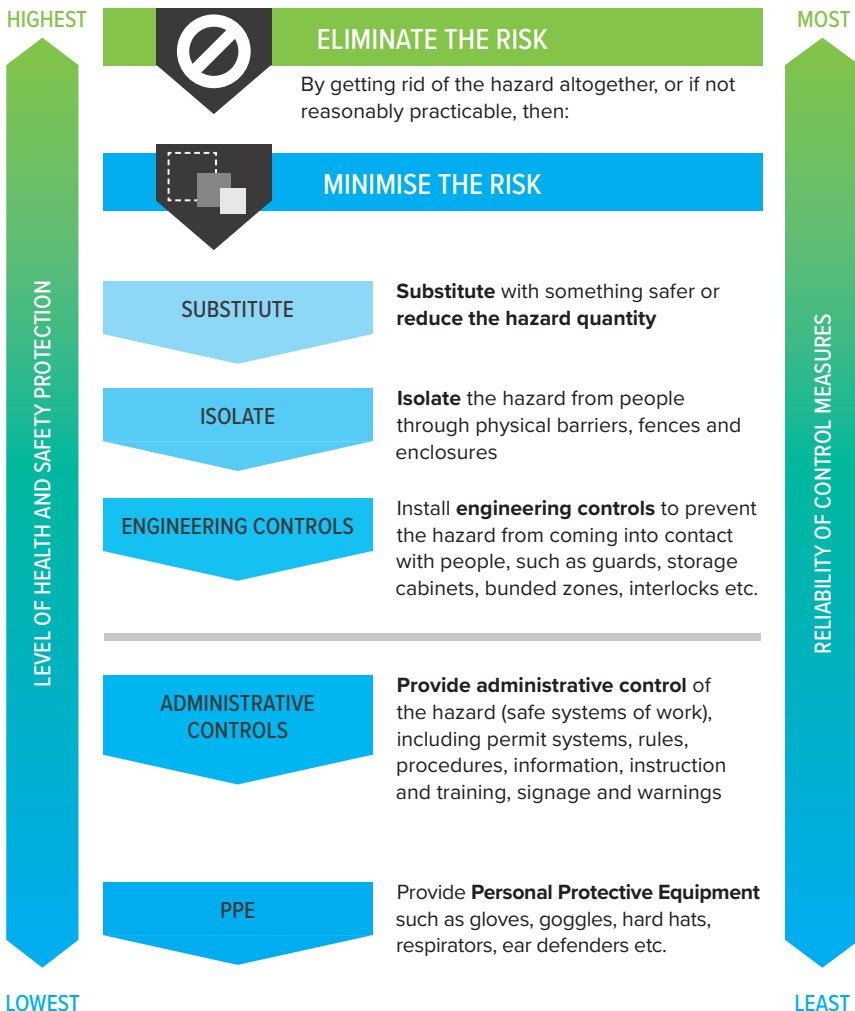 HIGHEST
MOST
ELIMINATE THE RISK
By getting rid of the hazard altogether, or if not
reasonably practicable, then:
MINIMISE THE RISK
LEVEL OF HEALTH AND SAFETY PROTECTION
RELIABILITY OF CONTROL MEASURES
SUBSTITUTE
Substitute with something safer or
reduce the hazard quantity
ISOLATE
Isolate the hazard from people
through physical barriers, fences and
enclosures
ENGINEERING CONTROLS
Install engineering controls to prevent
the hazard from coming into contact
with people, such as guards, storage
cabinets, bunded zones, interlocks etc.
ADMINISTRATIVE
CONTROLS
Provide administrative control of
the hazard (safe systems of work),
including permit systems, rules,
procedures, information, instruction
and training, signage and warnings
PPE
Provide Personal Protective Equipment
such as gloves, goggles, hard hats,
respirators, ear defenders etc.
LOWEST
LEAST